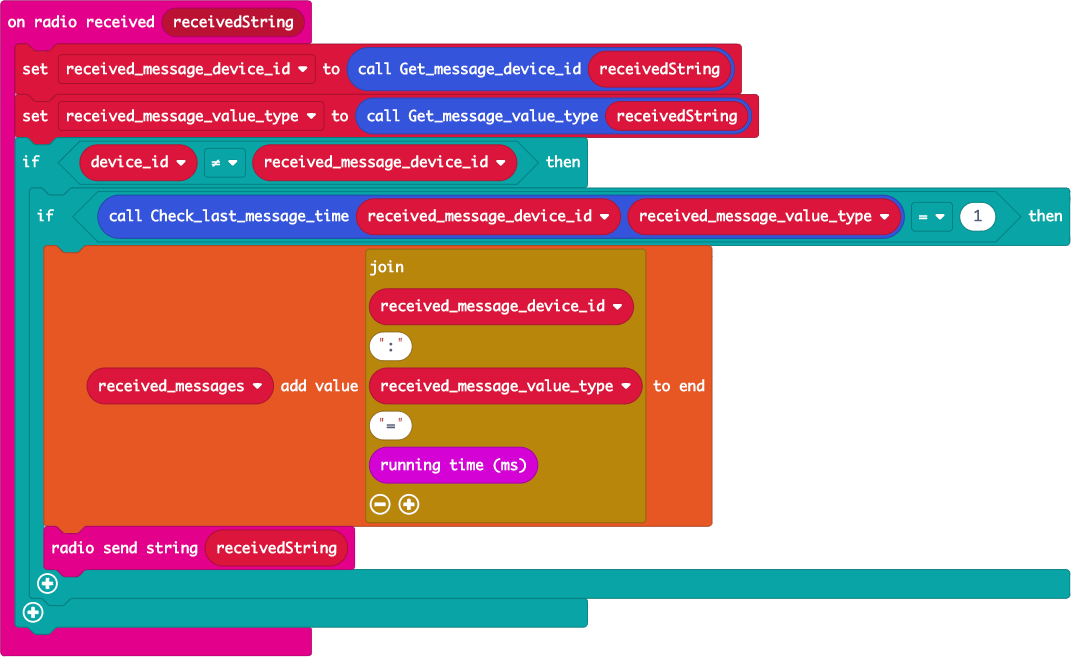 on radio received receivedString
set received_message_device_id to call Get_message_device_id receivedString
set received_message_value_type to call Get_message_value_type receivedString
if device_id ≠ received_message_device_id then
if call Check_last_message_time received_message_device_id received_message_value_type = 1 then
join
received_message_device_id
":"
received_messages add value received_message_value_type to end
"="
running time (ms)
radio send string receivedString